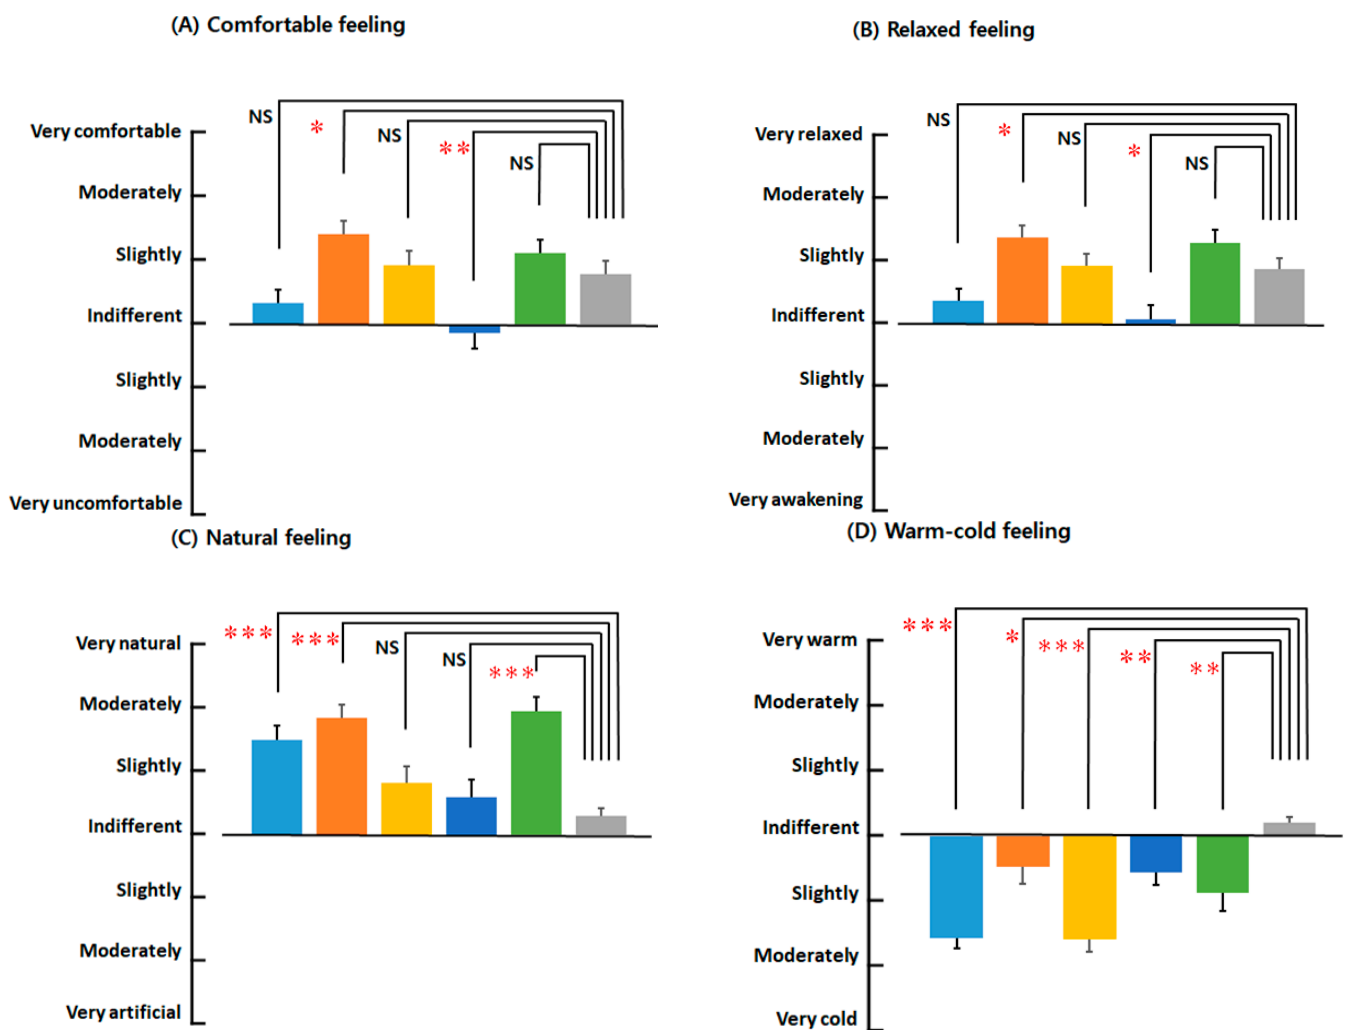 (A) Comfortable feeling
NS
*
NS
**
NS
Very comfortable
Moderately
Slightly
Indifferent
Slightly
Moderately
Very uncomfortable
(B) Relaxed feeling
NS
*
NS
*
NS
Very relaxed
Moderately
Slightly
Indifferent
Slightly
Moderately
Very awakening
(C) Natural feeling
***
***
NS
NS
***
Very natural
Moderately
Slightly
Indifferent
Slightly
Moderately
Very artificial
(D) Warm-cold feeling
***
*
***
**
**
Very warm
Moderately
Slightly
Indifferent
Slightly
Moderately
Very cold